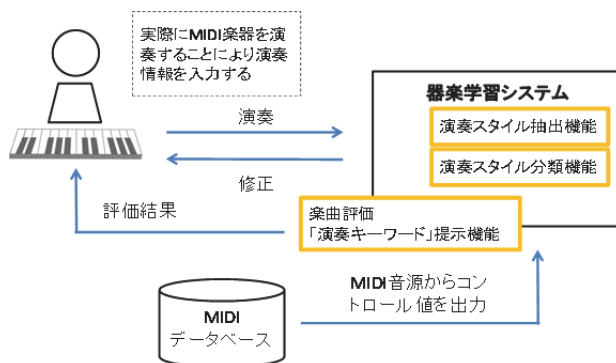 実際にMIDI楽器を演
奏することにより演奏
情報を入力する
器楽学習システム
演奏スタイル抽出機能
演奏スタイル分類機能
演奏
修正
評価結果
楽曲評価
「演奏キーワード」提示機能
MIDI音源からコン
トロール値を出力
MIDI
データベース